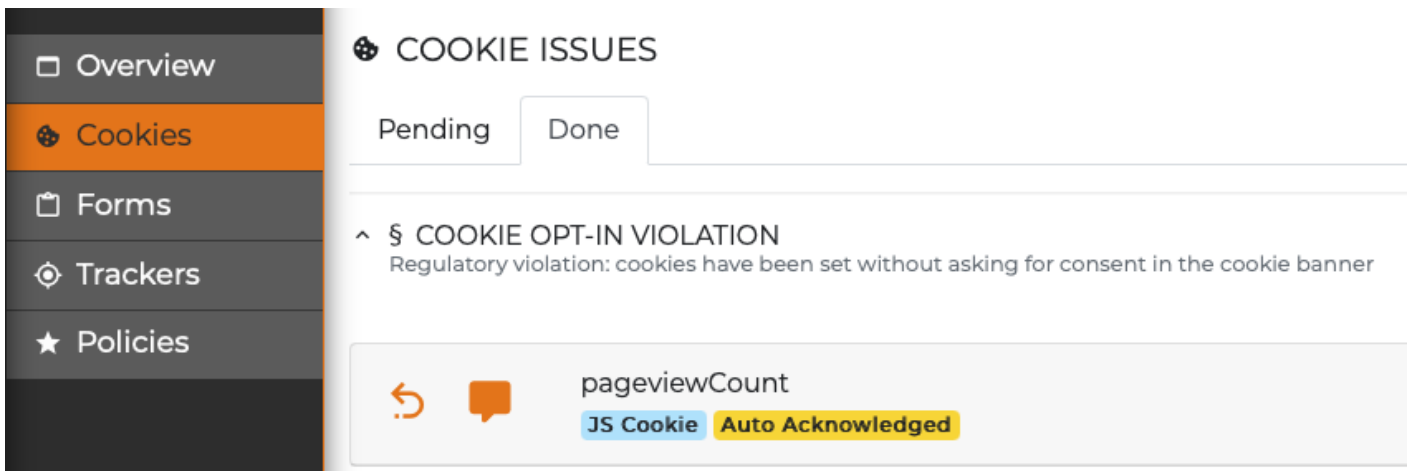 Overview
Cookies
Forms
Trackers
Policies
COOKIE ISSUES
Pending Done
§ COOKIE OPT-IN VIOLATION
Regulatory violation: cookies have been set without asking for consent in the cookie banner
pageviewCount
JS Cookie Auto Acknowledged